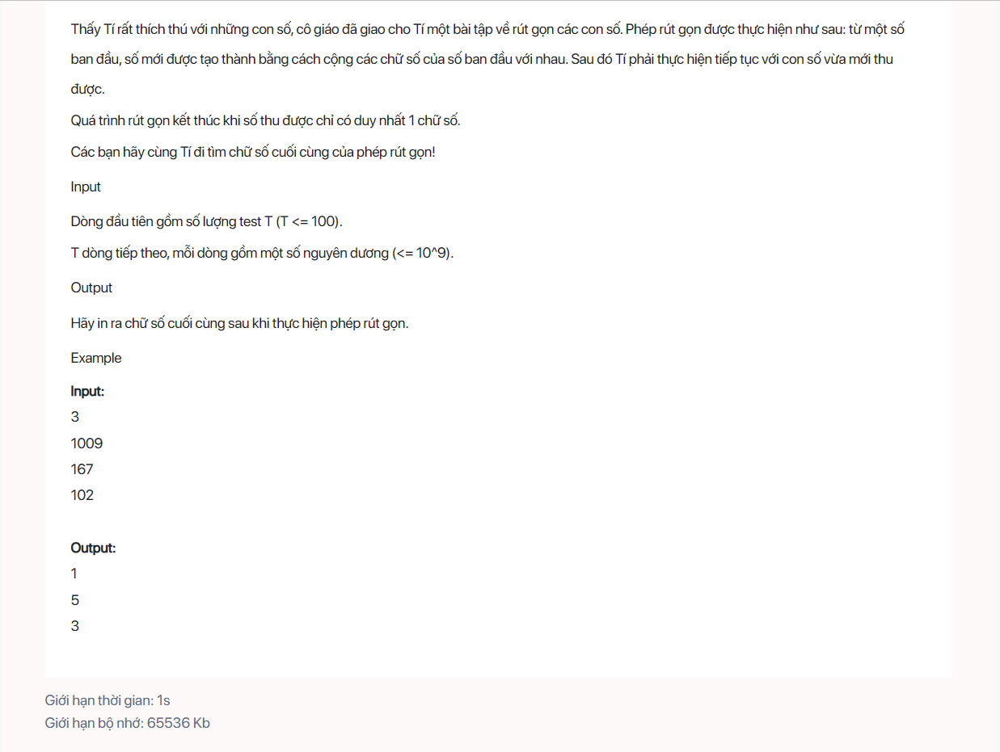 Thấy Tí rất thích thú với những con số, cô giáo đã giao cho Tí một bài tập về rút gọn các con số. Phép rút gọn được thực hiện như sau: từ một số
ban đầu, số mới được tạo thành bằng cách cộng các chữ số của số ban đầu với nhau. Sau đó Tí phải thực hiện tiếp tục với con số vừa mới thu
được.
Quá trình rút gọn kết thúc khi số thu được chỉ có duy nhất 1 chữ số.
Các bạn hãy cùng Tí đi tìm chữ số cuối cùng của phép rút gọn!
Input
Dòng đầu tiên gồm số lượng test T (T <= 100).
T dòng tiếp theo, mỗi dòng gồm một số nguyên dương (<= 10^9).
Output
Hãy in ra chữ số cuối cùng sau khi thực hiện phép rút gọn.
Example
Input:
3
1009
167
102
Output:
1
5
3
Giới hạn thời gian: 1s
Giới hạn bộ nhớ: 65536 Kb